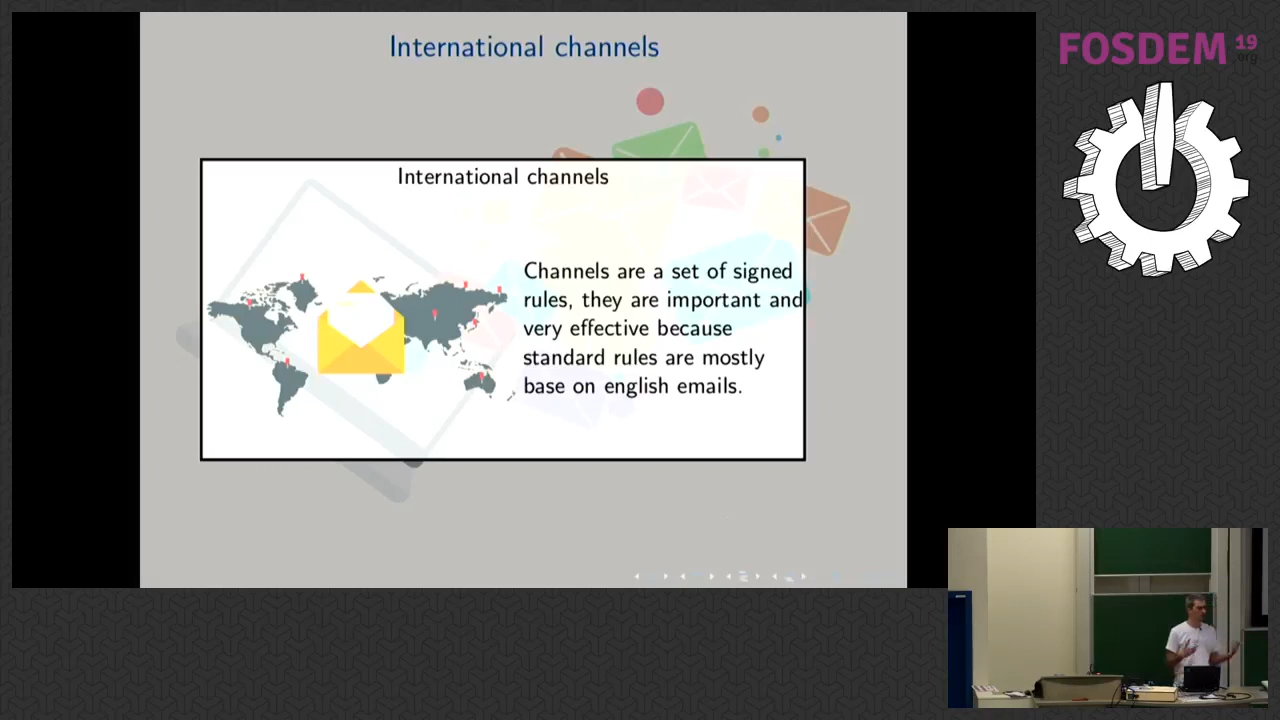 International channels
FOSDEM 19
.org
International channels
Channels are a set of signed
rules, they are important and
very effective because
standard rules are mostly
base on english emails.